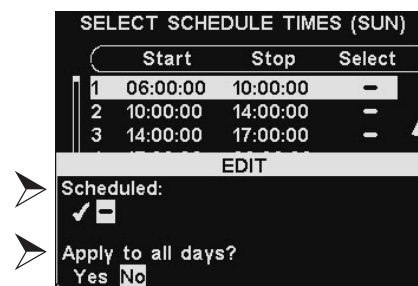 SELECT SCHEDULE TIMES (SUN)
Start Stop Select
1 06:00:00 10:00:00 –
2 10:00:00 14:00:00 –
3 14:00:00 17:00:00 –
EDIT
Scheduled:
✓ –
Apply to all days?
Yes No